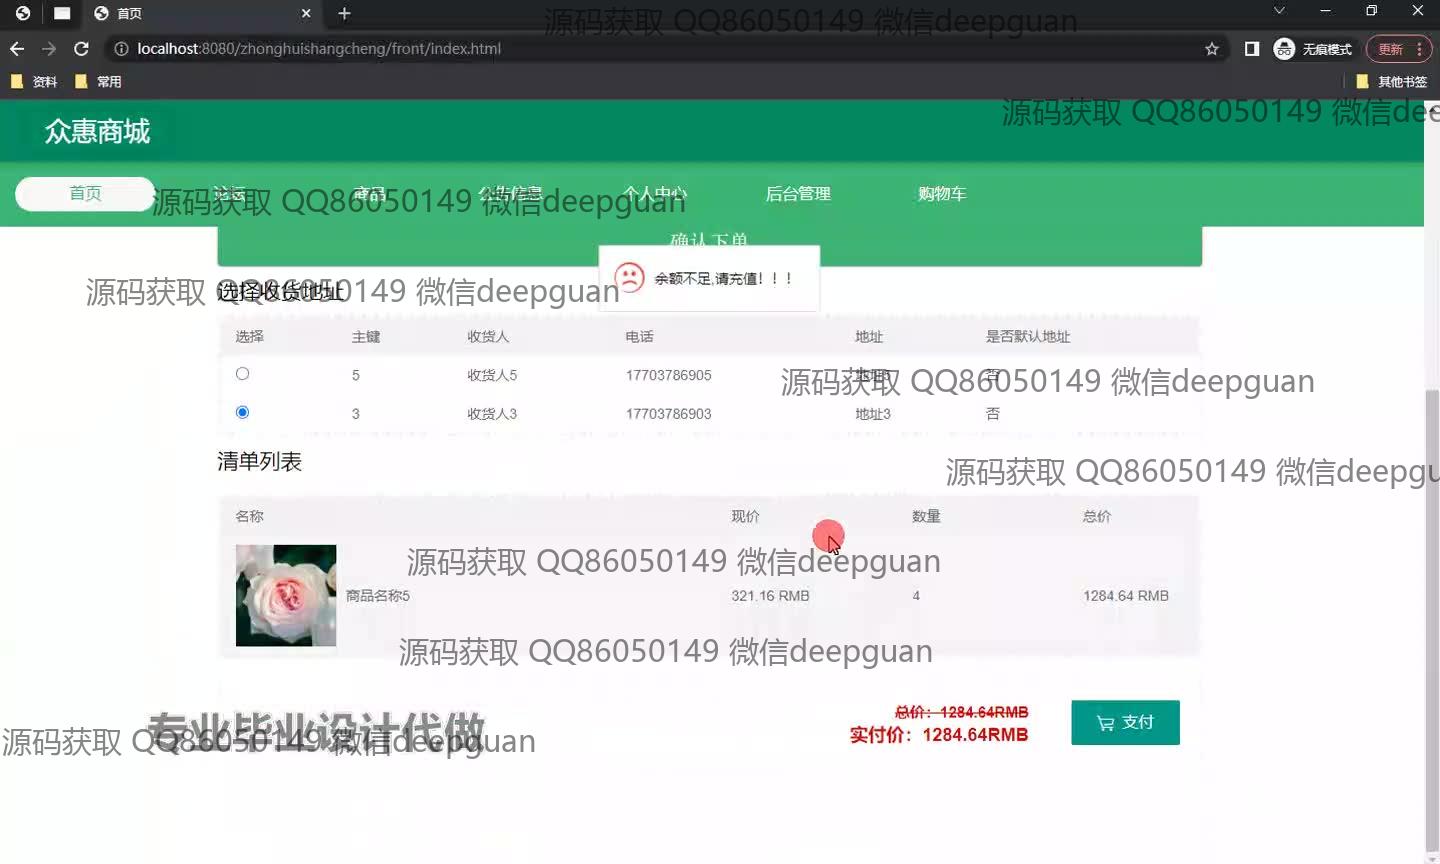 首页
源码获取 QQ86050149 微信deepguan
localhost:8080/zhonghuishangcheng/front/index.html
无痕模式
更新
资料
常用
其他书签
源码获取 QQ86050149 微信dee
众惠商城
首页
论坛
商品
公告信息
个人中心
后台管理
购物车
源码获取 QQ86050149 微信deepguan
确认下单
余额不足,请充值！！！
选择收货地址
源码获取 QQ86050149 微信deepguan
选择 主键 收货人 电话 地址 是否默认地址
5 收货人5 17703786905 地址5 否
源码获取 QQ86050149 微信deepguan
3 收货人3 17703786903 地址3 否
清单列表
源码获取 QQ86050149 微信deepgu
名称 现价 数量 总价
源码获取 QQ86050149 微信deepguan
商品名称5 321.16 RMB 4 1284.64 RMB
源码获取 QQ86050149 微信deepguan
总价：1284.64RMB
实付价：1284.64RMB
支付
专业毕业设计代做
源码获取 QQ86050149 微信deepguan